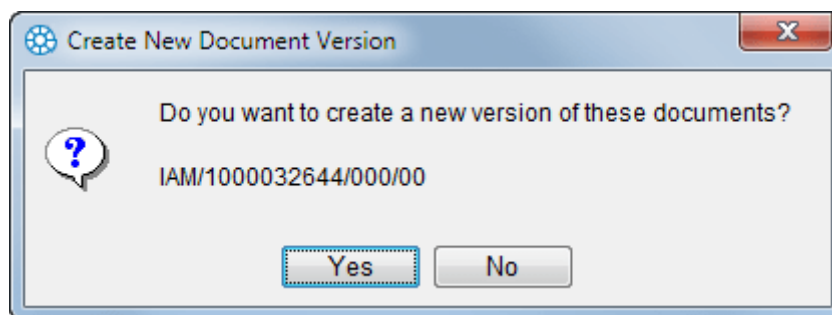 Create New Document Version
Do you want to create a new version of these documents?
IAM/1000032644/000/00
Yes No